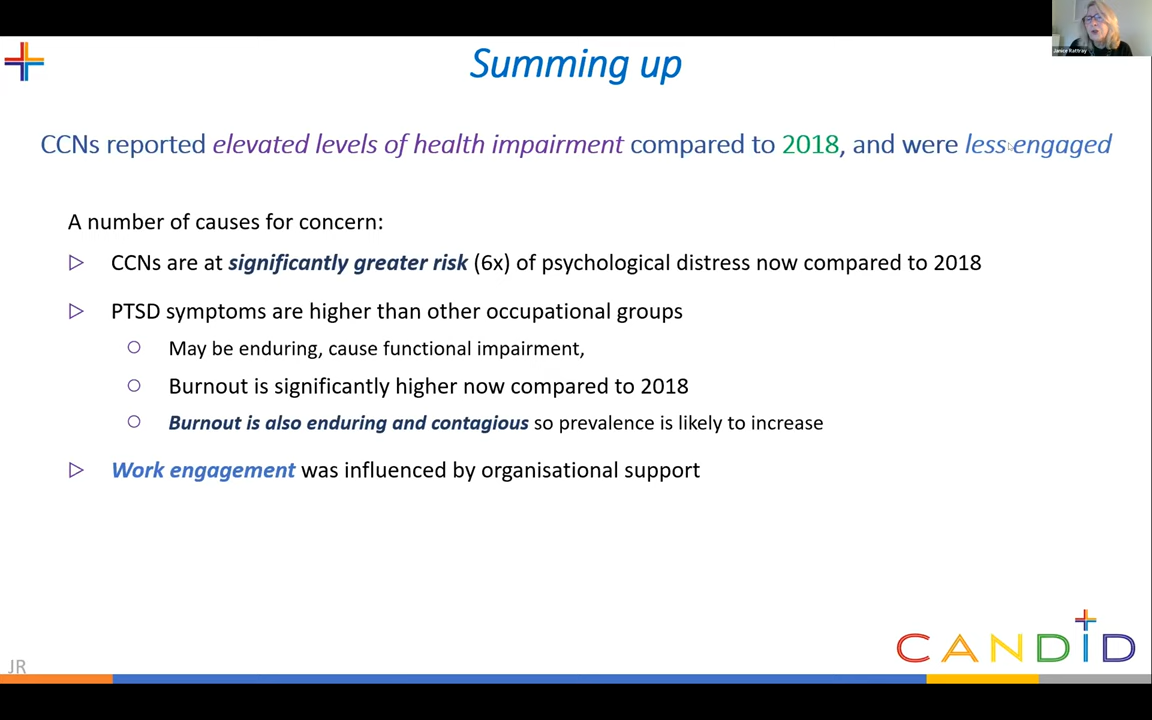 Janice Rattray
Summing up
CCNs reported elevated levels of health impairment compared to 2018, and were less engaged
A number of causes for concern:
CCNs are at significantly greater risk (6x) of psychological distress now compared to 2018
PTSD symptoms are higher than other occupational groups
May be enduring, cause functional impairment,
Burnout is significantly higher now compared to 2018
Burnout is also enduring and contagious so prevalence is likely to increase
Work engagement was influenced by organisational support
CANDiD
JR